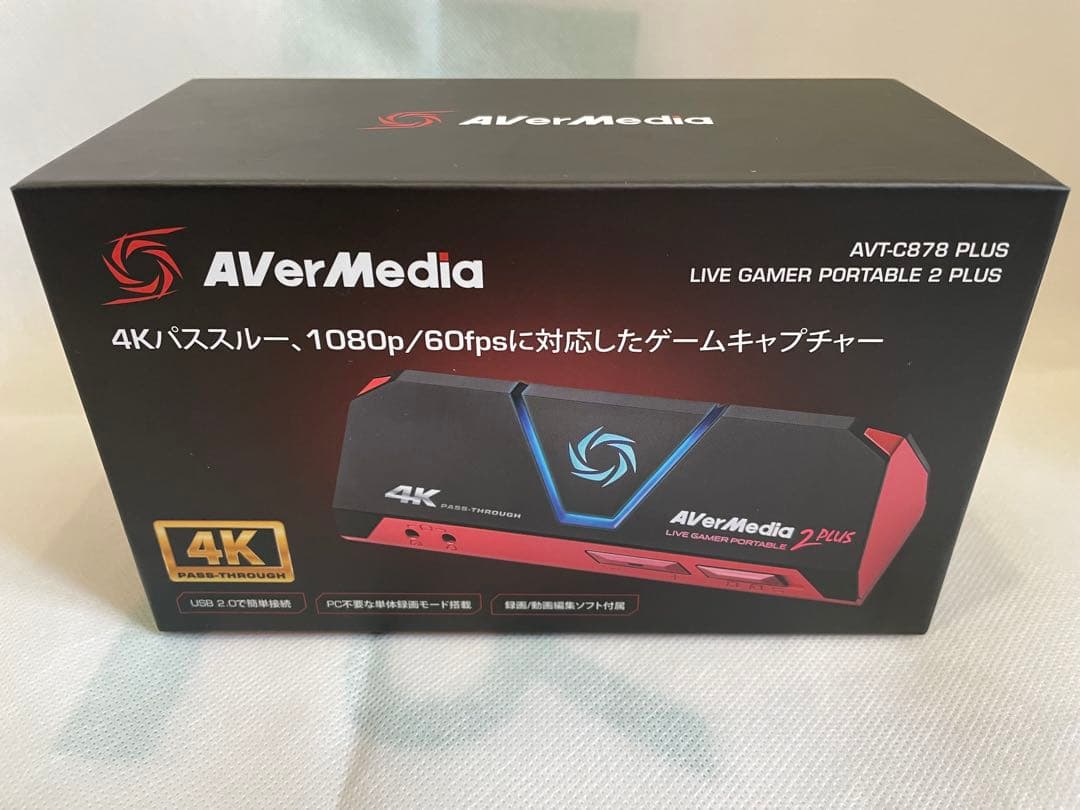 AVerMedia
AVerMedia
AVT-C878 PLUS
LIVE GAMER PORTABLE 2 PLUS
4Kパススルー、1080p/60fpsに対応したゲームキャプチャー
4K PASS-THROUGH
AVerMedia
LIVE GAMER PORTABLE 2 PLUS
4K
PASS-THROUGH
USB 2.0で簡単接続
PC不要な単体録画モード搭載
録画/動画編集ソフト付属